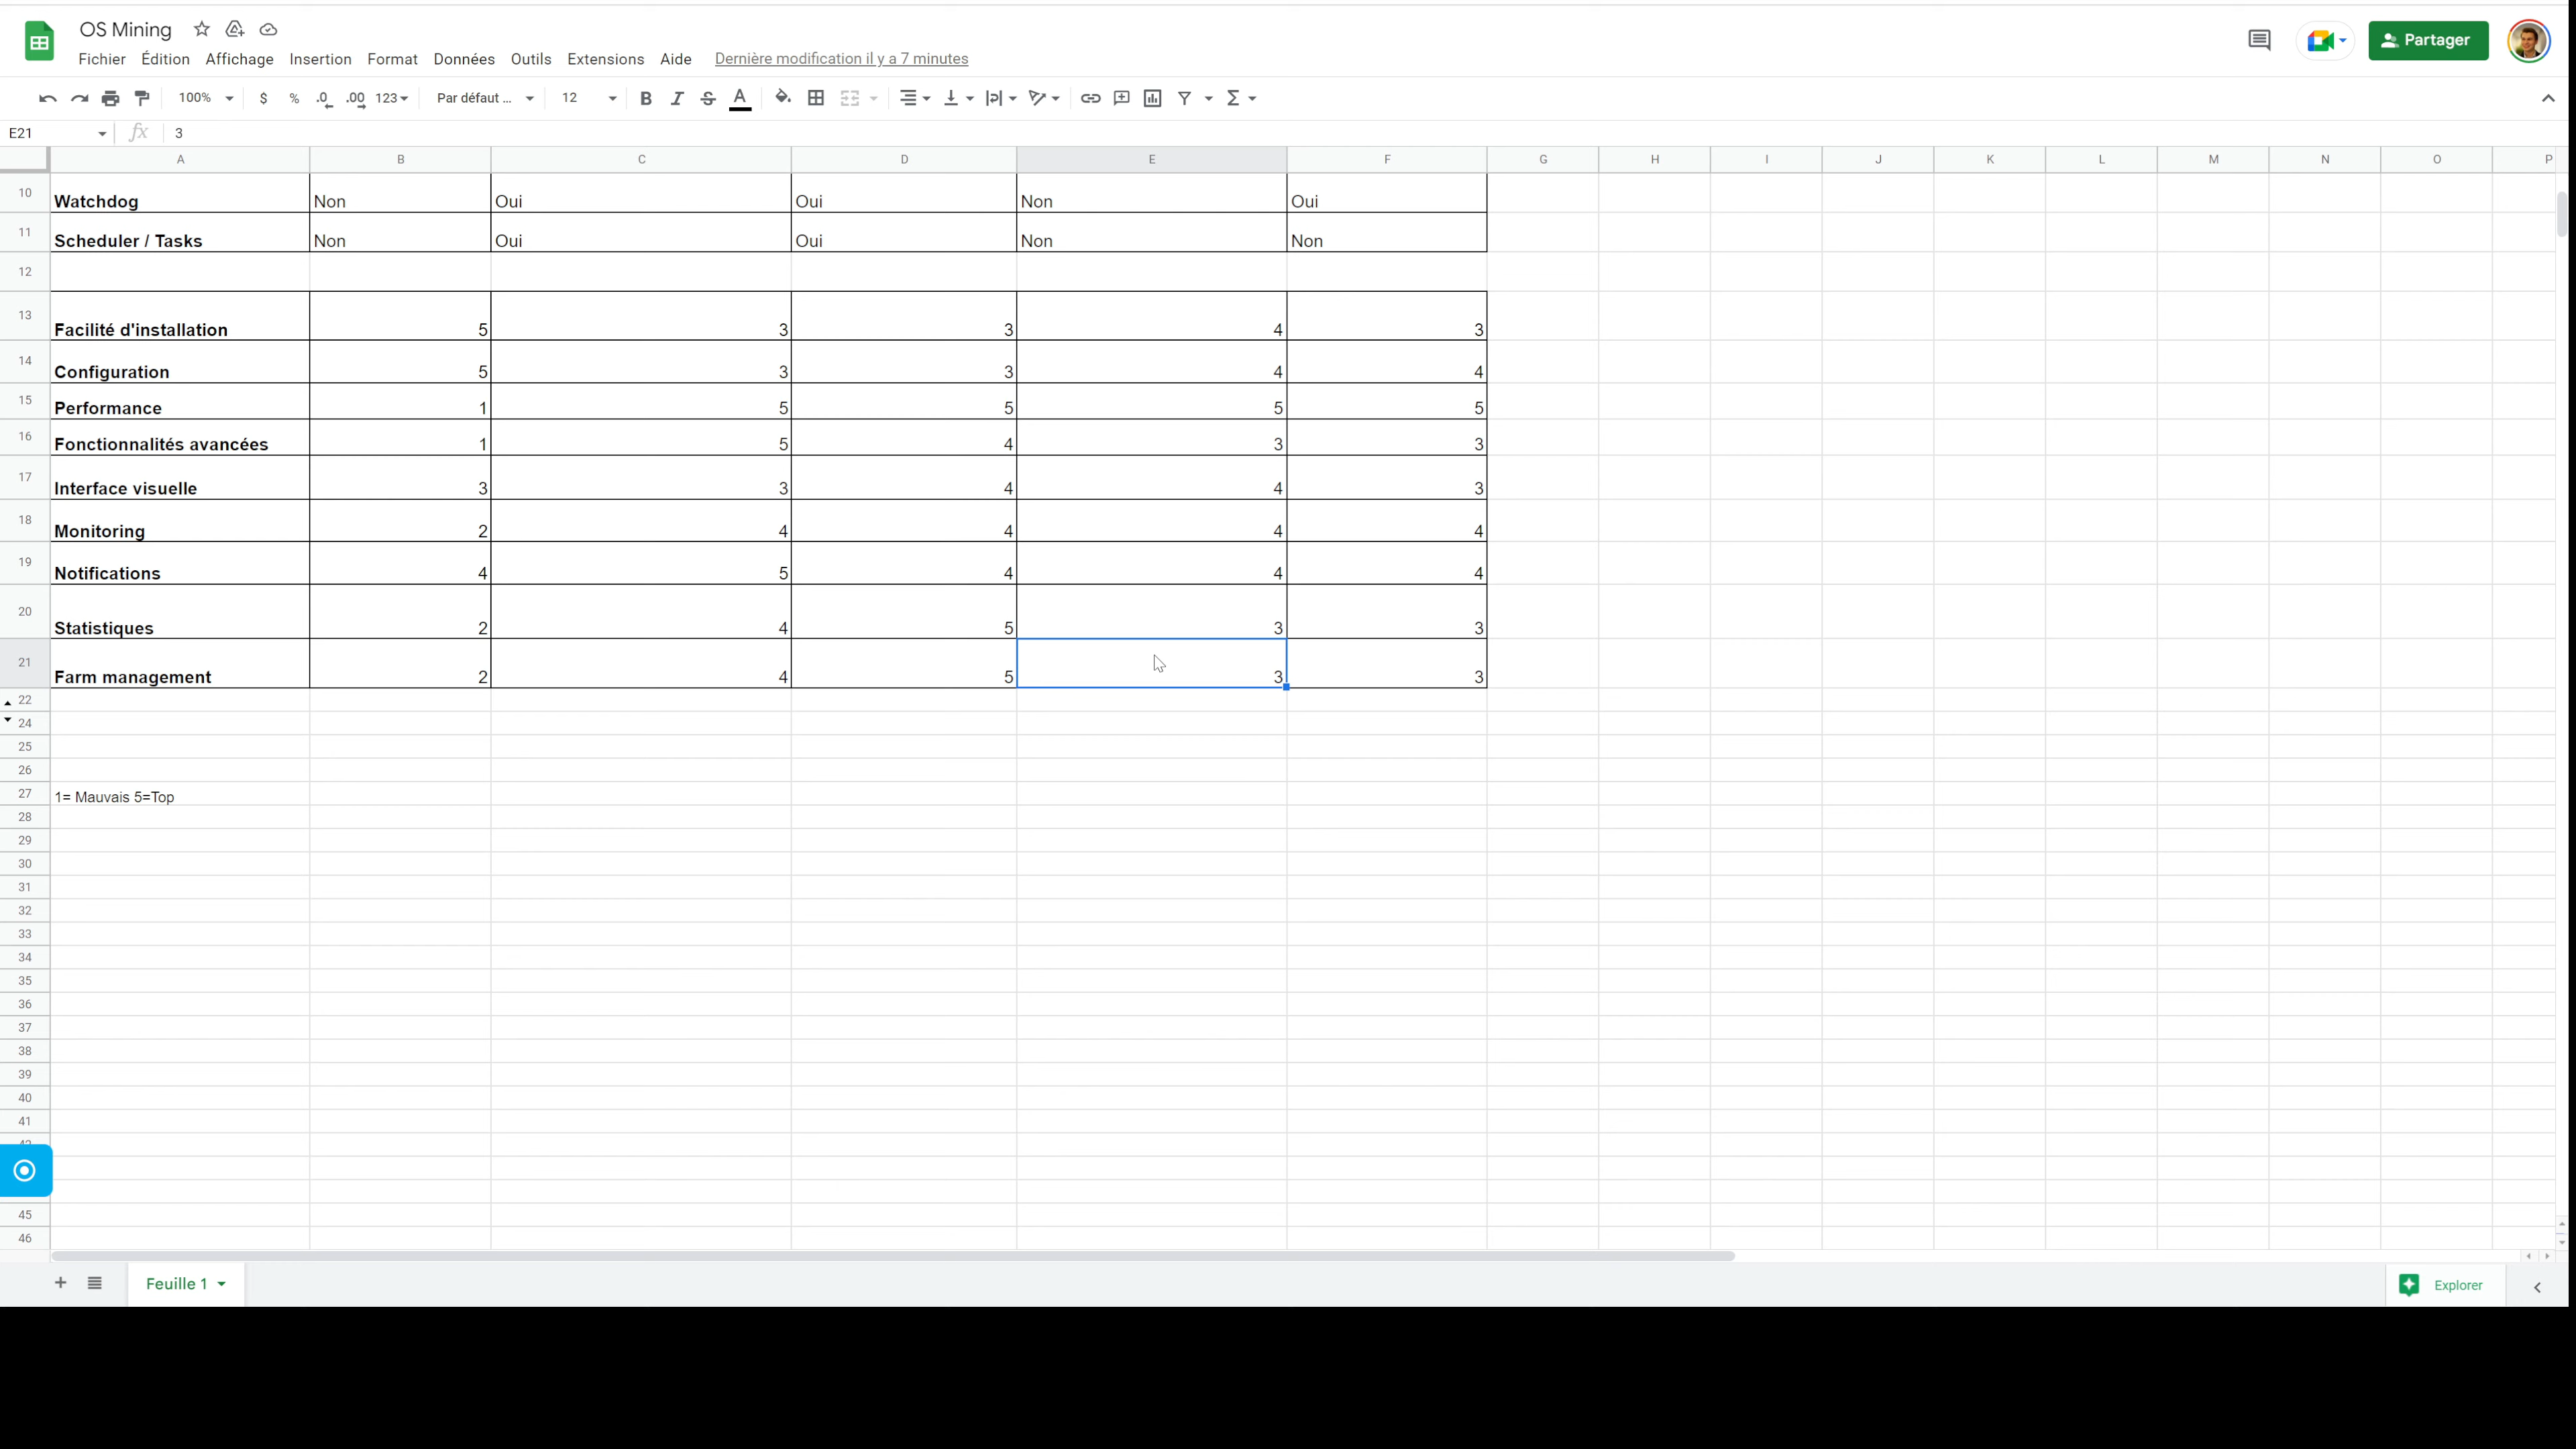 OS Mining
Fichier Édition Affichage Insertion Format Données Outils Extensions Aide Dernière modification il y a 7 minutes
Partager
100% $ % .0 .00 123 Par défaut ... 12 B I S A Σ
E21 fx 3
A B C D E F G H I J K L M N O P
10 Watchdog Non Oui Oui Non Oui
11 Scheduler / Tasks Non Oui Oui Non Non
12
13 Facilité d'installation 5 3 3 4 3
14 Configuration 5 3 3 4 4
15 Performance 1 5 5 5 5
16 Fonctionnalités avancées 1 5 4 3 3
17 Interface visuelle 3 3 4 4 3
18 Monitoring 2 4 4 4 4
19 Notifications 4 5 4 4 4
20 Statistiques 2 4 5 3 3
21 Farm management 2 4 5 3 3
22
24
25
26
27 1= Mauvais 5=Top
28
29
30
31
32
33
34
35
36
37
38
39
40
41
45
46
Feuille 1
Explorer